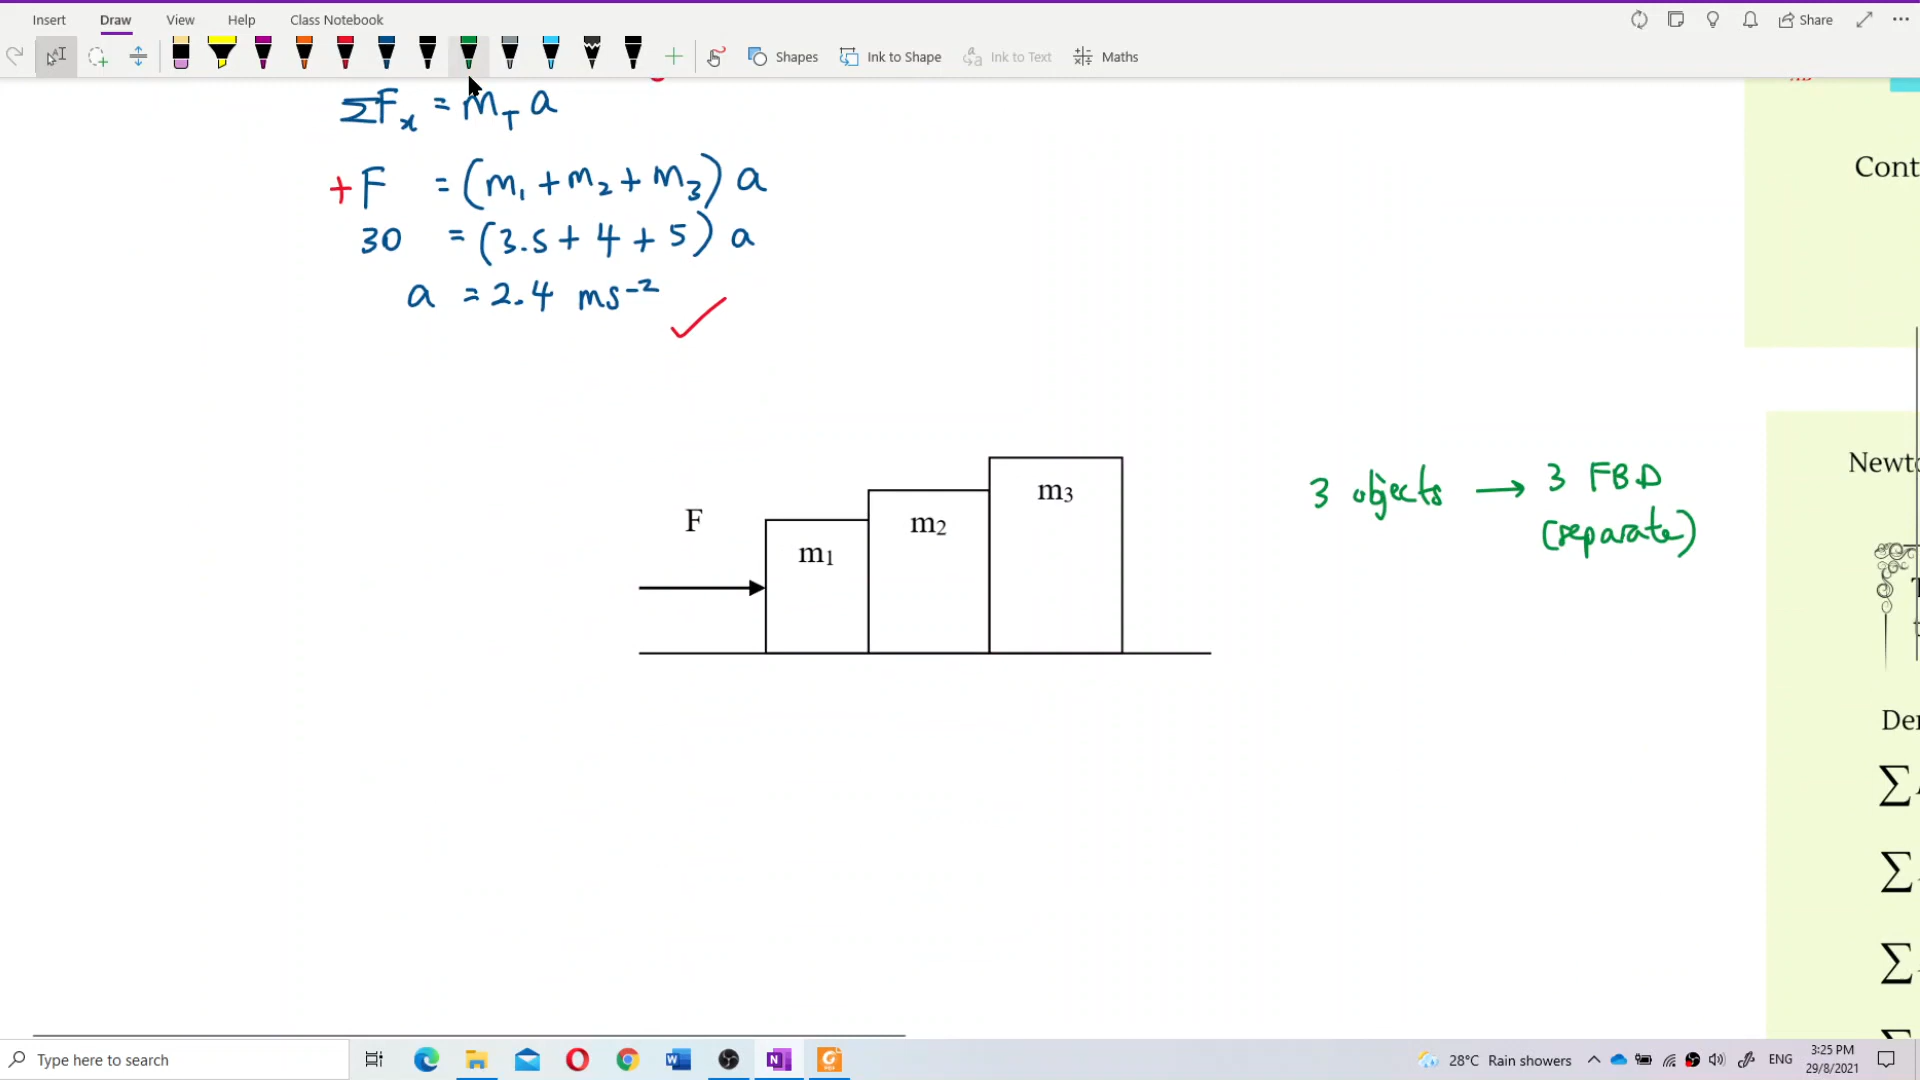 Insert Draw View Help Class Notebook Share
Shapes Ink to Shape Ink to Text Maths
ΣFx = mT a
+F = (m1 + m2 + m3) a
30 = (3.5 + 4 + 5) a
a = 2.4 ms⁻²
F
m1
m2
m3
3 objects → 3 FBD
(separate)
Cont
Newto
Der
Σ
Σ
Σ
Type here to search
28°C Rain showers
ENG
3:25 PM
29/8/2021